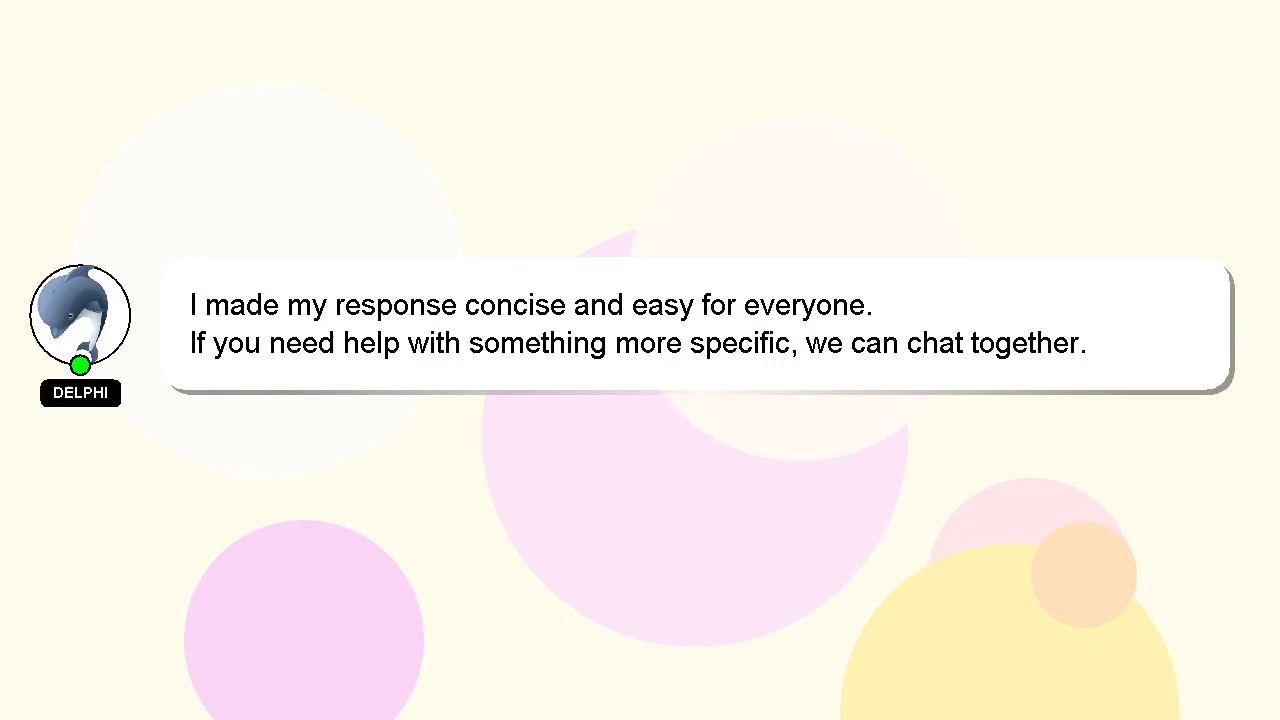 I made my response concise and easy for everyone.
If you need help with something more specific, we can chat together.
DELPHI